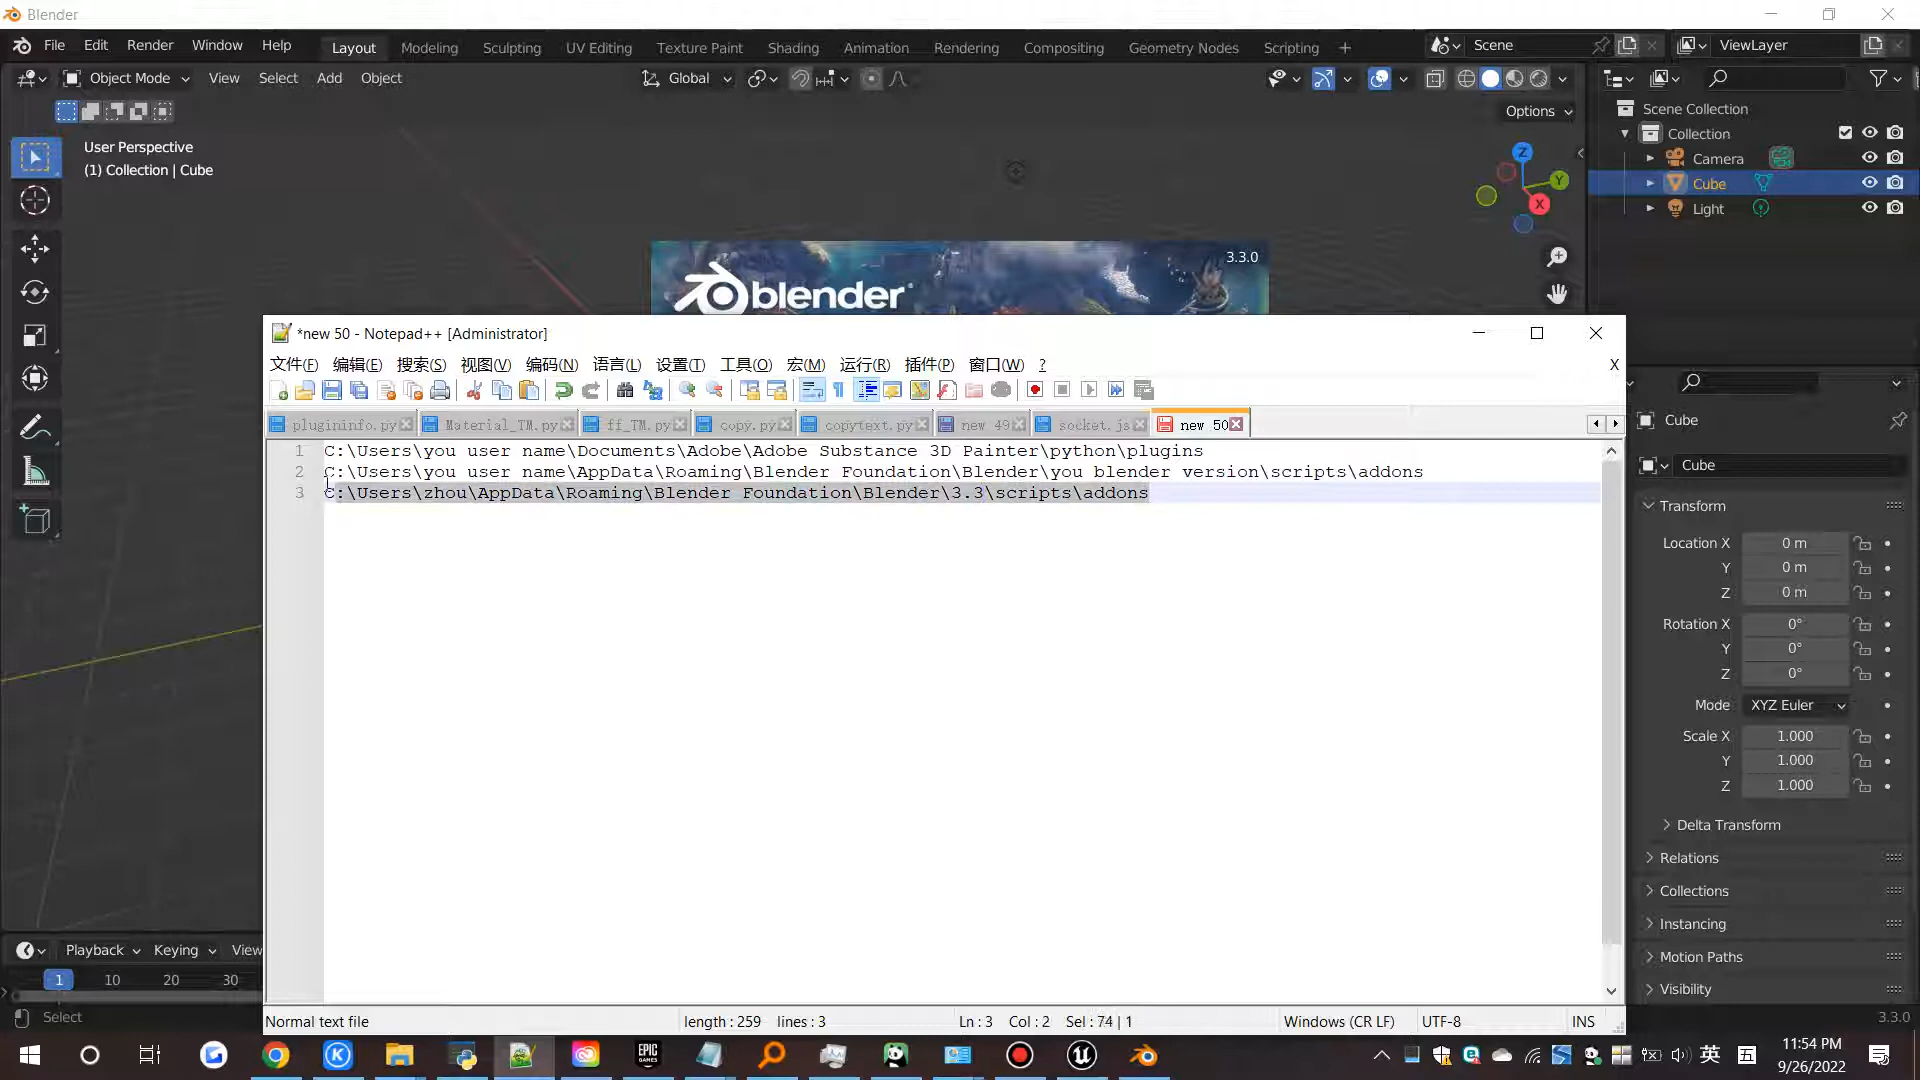 Blender
File Edit Render Window Help Layout Modeling Sculpting UV Editing Texture Paint Shading Animation Rendering Compositing Geometry Nodes Scripting + Scene ViewLayer
Object Mode View Select Add Object Global
Options
User Perspective
(1) Collection | Cube
Z
Y
X
Scene Collection
Collection
Camera
Cube
Light
3.3.0
blender
*new 50 - Notepad++ [Administrator]
文件(F) 编辑(E) 搜索(S) 视图(V) 编码(N) 语言(L) 设置(T) 工具(O) 宏(M) 运行(R) 插件(P) 窗口(W) ? X
plugininfo.py Material_TM.py ff_TM.py copy.py copytext.py new 49 socket.js new 50
1 C:\Users\you user name\Documents\Adobe\Adobe Substance 3D Painter\python\plugins
2 C:\Users\you user name\AppData\Roaming\Blender Foundation\Blender\you blender version\scripts\addons
3 C:\Users\zhou\AppData\Roaming\Blender Foundation\Blender\3.3\scripts\addons
Normal text file length : 259 lines : 3 Ln : 3 Col : 2 Sel : 74 | 1 Windows (CR LF) UTF-8 INS
Cube
Cube
Transform
Location X 0 m
Y 0 m
Z 0 m
Rotation X 0°
Y 0°
Z 0°
Mode XYZ Euler
Scale X 1.000
Y 1.000
Z 1.000
Delta Transform
Relations
Collections
Instancing
Motion Paths
Visibility
Playback Keying View
1 10 20 30
Select
3.3.0
EPIC GAMES
英 五
11:54 PM
9/26/2022